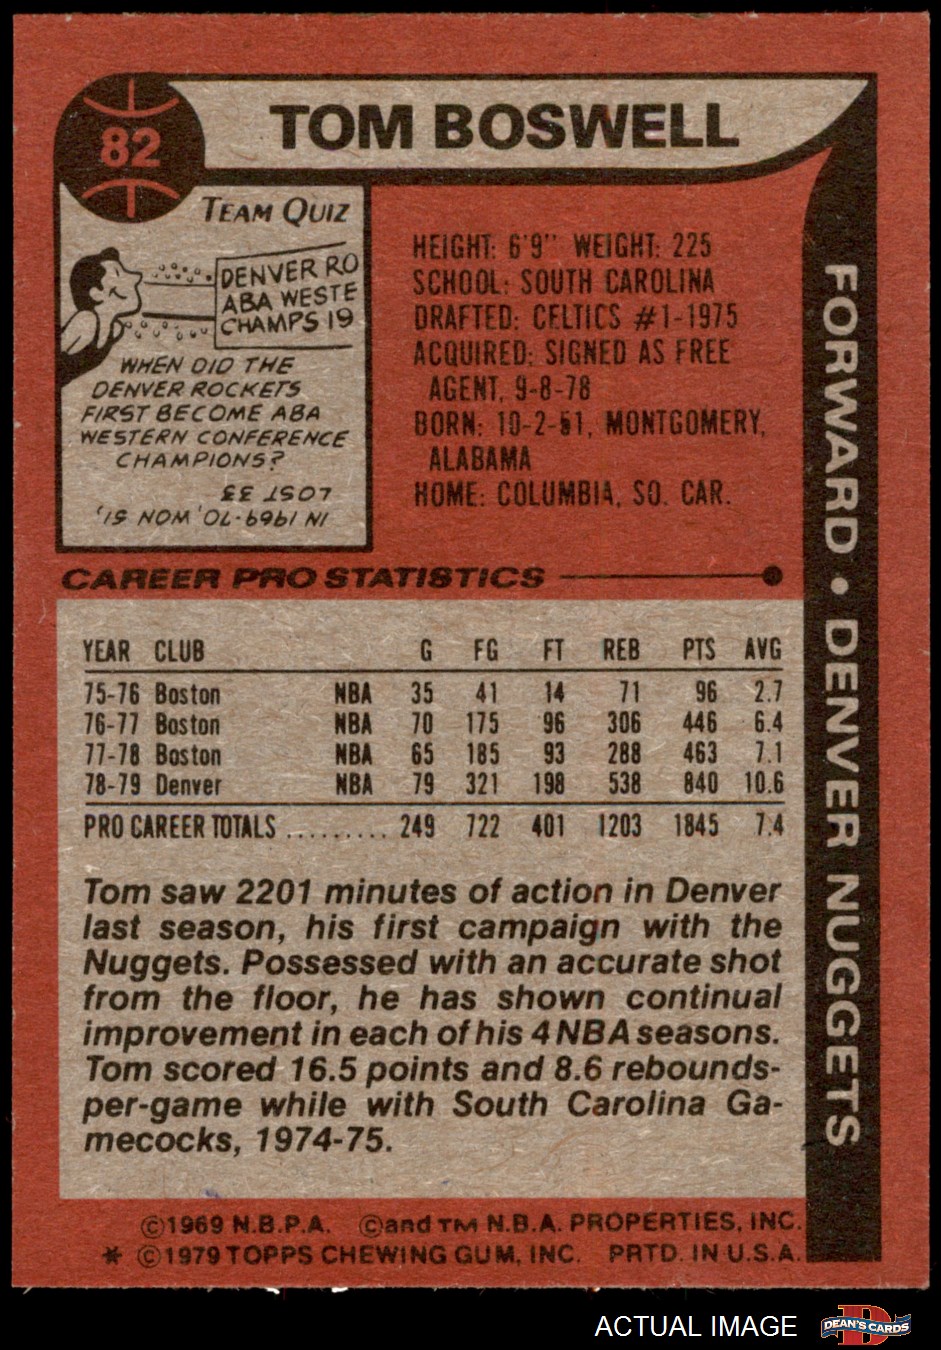 82
TOM BOSWELL
TEAM QUIZ
DENVER RO
ABA WESTE
CHAMPS 19
WHEN DID THE
DENVER ROCKETS
FIRST BECOME ABA
WESTERN CONFERENCE
CHAMPIONS?
IN 1969-70, WON 51,
LOST 33
HEIGHT: 6'9" WEIGHT: 225
SCHOOL: SOUTH CAROLINA
DRAFTED: CELTICS #1-1975
ACQUIRED: SIGNED AS FREE
AGENT, 9-8-78
BORN: 10-2-51, MONTGOMERY,
ALABAMA
HOME: COLUMBIA, SO. CAR.
FORWARD • DENVER NUGGETS
CAREER PRO STATISTICS
YEAR CLUB G FG FT REB PTS AVG
75-76 Boston NBA 35 41 14 71 96 2.7
76-77 Boston NBA 70 175 96 306 446 6.4
77-78 Boston NBA 65 185 93 288 463 7.1
78-79 Denver NBA 79 321 198 538 840 10.6
PRO CAREER TOTALS ......... 249 722 401 1203 1845 7.4
Tom saw 2201 minutes of action in Denver
last season, his first campaign with the
Nuggets. Possessed with an accurate shot
from the floor, he has shown continual
improvement in each of his 4 NBA seasons.
Tom scored 16.5 points and 8.6 rebounds-
per-game while with South Carolina Ga-
mecocks, 1974-75.
©1969 N.B.P.A. ©and TM N.B.A. PROPERTIES, INC.
* ©1979 TOPPS CHEWING GUM, INC. PRTD. IN U.S.A.
ACTUAL IMAGE
D
DEAN'S CARDS